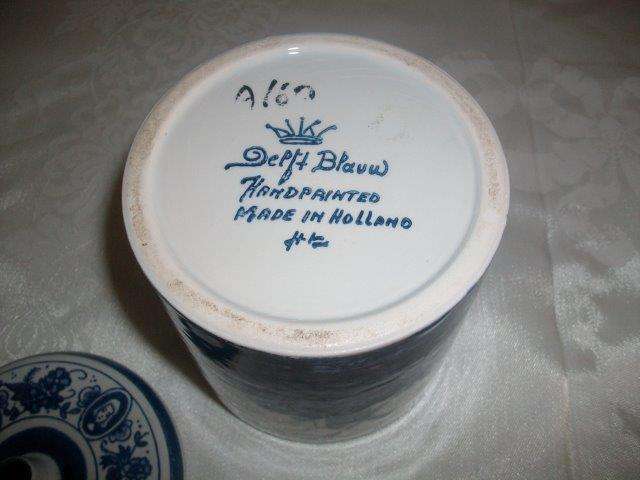 A160
Delft Blauw
HANDPAINTED
MADE IN HOLLAND